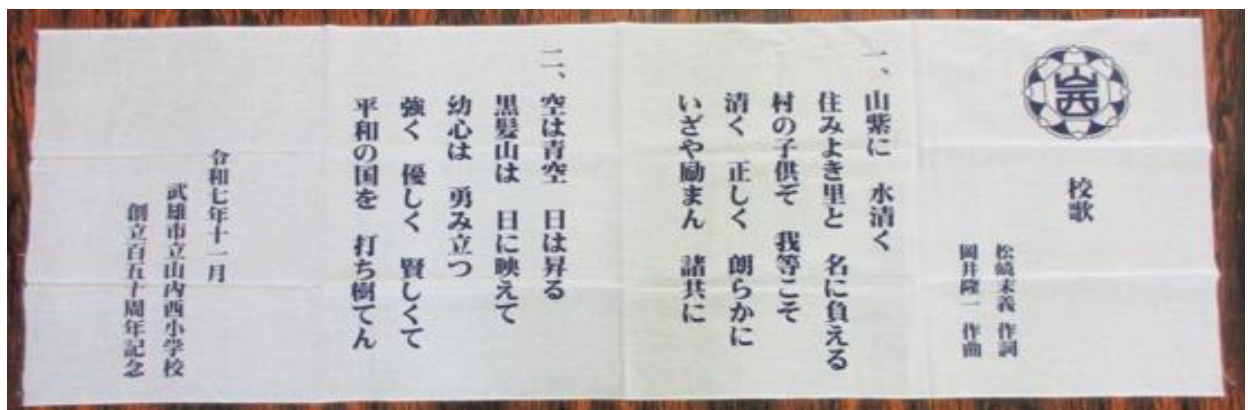 山西
校歌
松崎末義 作詞
岡井隆一 作曲
一、山紫に 水清く
住みよき里と 名に負える
村の子供ぞ 我等こそ
清く 正しく 朗らかに
いざや励まん 諸共に
二、空は青空 日は昇る
黒髪山は 日に映えて
幼心は 勇み立つ
強く 優しく 賢しくて
平和の国を 打ち樹てん
令和七年十一月
武雄市立山内西小学校
創立百五十周年記念